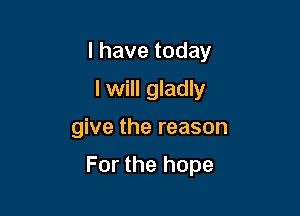 I have today
I will gladly
give the reason
For the hope